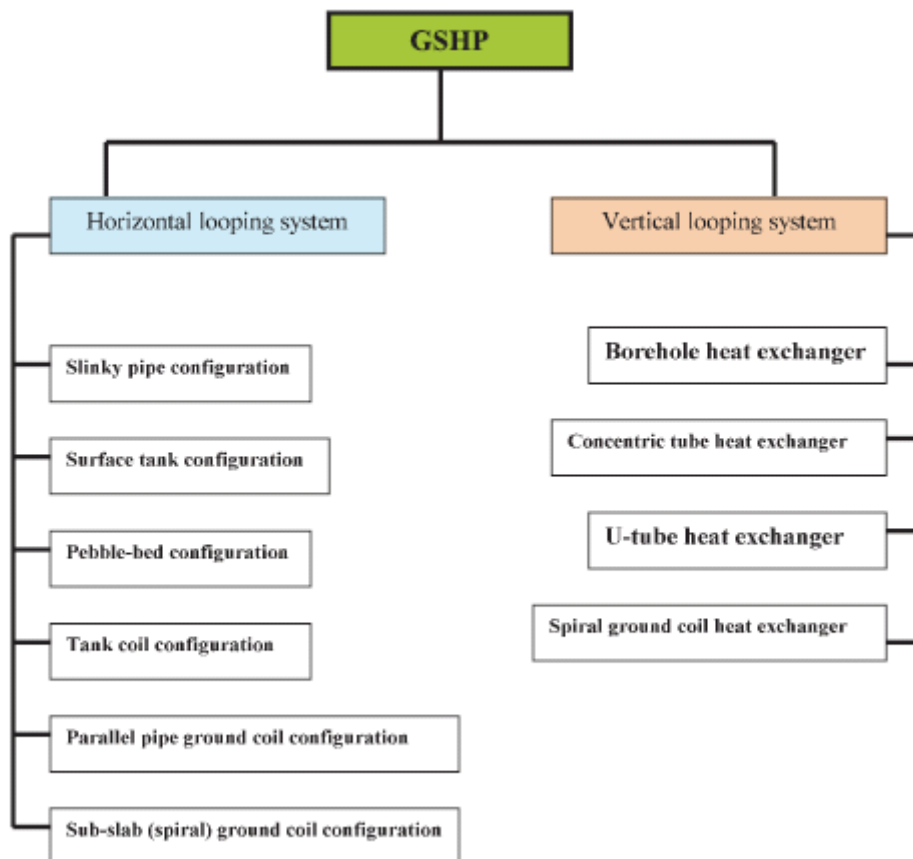 GSHP
Horizontal looping system
Vertical looping system
Slinky pipe configuration
Surface tank configuration
Pebble-bed configuration
Tank coil configuration
Parallel pipe ground coil configuration
Sub-slab (spiral) ground coil configuration
Borehole heat exchanger
Concentric tube heat exchanger
U-tube heat exchanger
Spiral ground coil heat exchanger